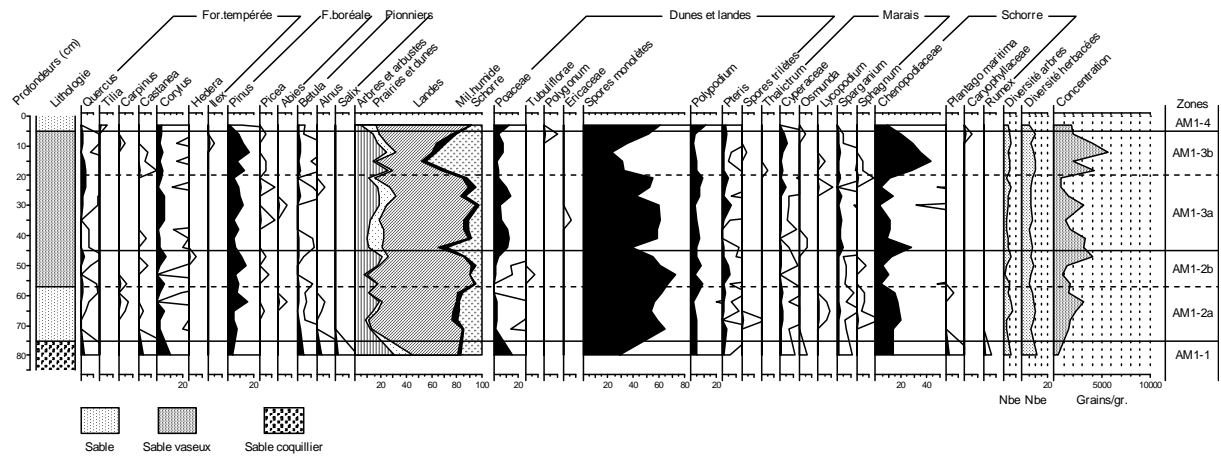 For.tempérée F.boréale Pionniers Dunes et landes Marais Schorre
Profondeurs (cm)
Lithologie
Quercus
Tilia
Carpinus
Castanea
Corylus
Hedera
Ilex
Pinus
Picea
Abies
Betula
Alnus
Salix
Arbres et arbustes
Prairies et dunes
Landes
Mil.humide
Schorre
Poaceae
Tubuliflorae
Polygonum
Ericaceae
Spores monolètes
Polypodium
Pteris
Spores trilètes
Thalictrum
Cyperaceae
Osmunda
Lycopodium
Sparganium
Sphagnum
Chenopodiaceae
Plantago maritima
Caryophyllaceae
Rumex
Diversité arbres
Diversité herbacées
Concentration
Zones
0
10
20
30
40
50
60
70
80
AM1-4
AM1-3b
AM1-3a
AM1-2b
AM1-2a
AM1-1
20 20 20 40 60 80 100 20 20 40 60 80 20 20 40 20 5000 10000
Nbe Nbe Grains/gr.
Sable Sable vaseux Sable coquillier